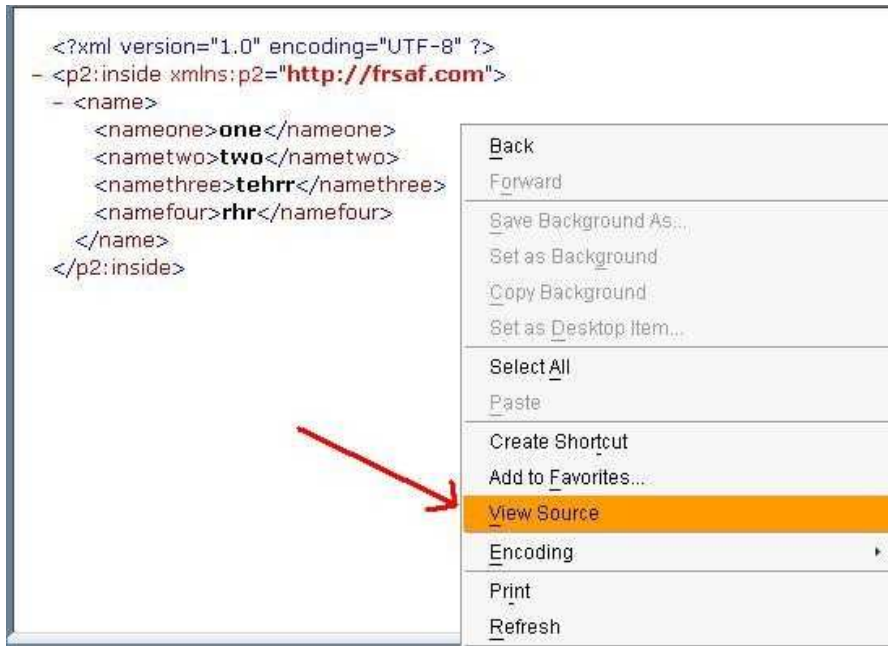 <?xml version="1.0" encoding="UTF-8" ?>
- <p2:inside xmlns:p2="http://frsaf.com">
- <name>
<nameone>one</nameone>
<nametwo>two</nametwo>
<namethree>tehrr</namethree>
<namefour>rhr</namefour>
</name>
</p2:inside>
Back
Forward
Save Background As...
Set as Background
Copy Background
Set as Desktop Item...
Select All
Paste
Create Shortcut
Add to Favorites...
View Source
Encoding
Print
Refresh